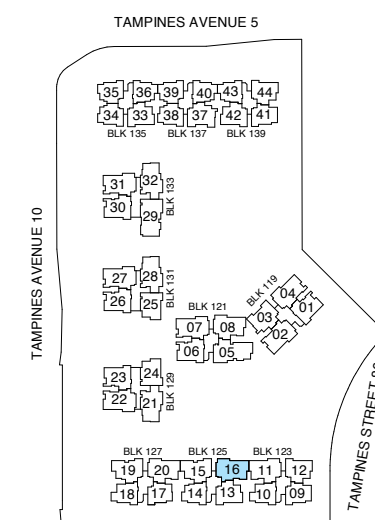 TAMPINES AVENUE 5
35 36 39 40 43 44
34 33 38 37 42 41
BLK 135 BLK 137 BLK 139
31 32
30 29
BLK 133
TAMPINES AVENUE 10
27 28
26 25
BLK 131
BLK 119
04
03 01
02
BLK 121
07 08
06 05
23 24
22 21
BLK 129
TAMPINES STREET
BLK 127 BLK 125 BLK 123
19 20 15 16 11 12
18 17 14 13 10 09